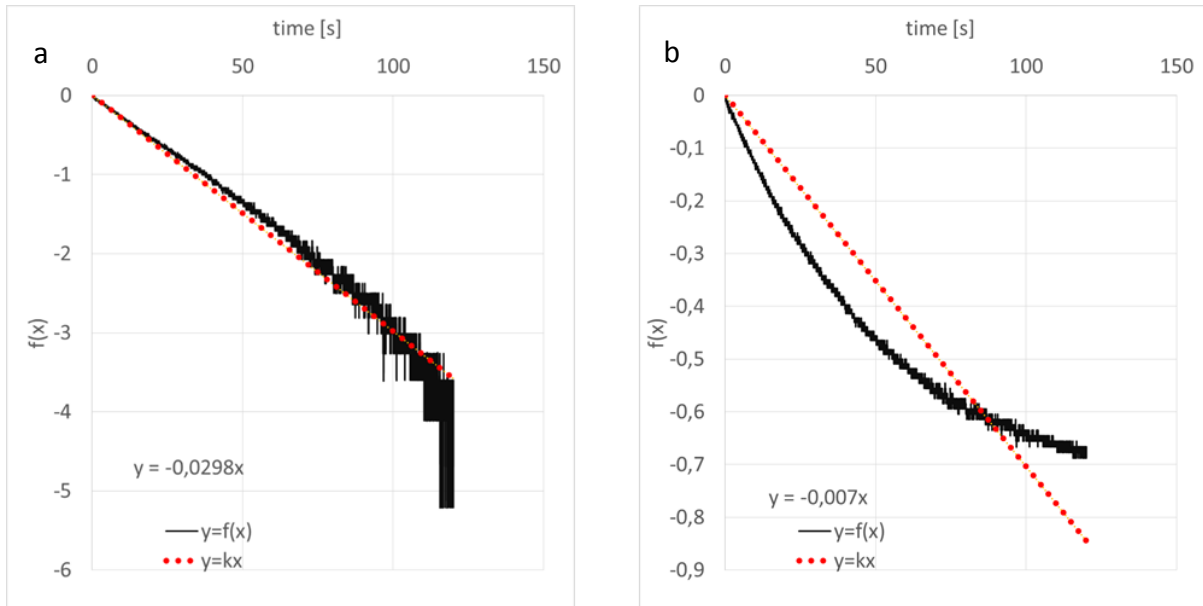 a
time [s]
0 50 100 150
0
-1
-2
-3
-4
-5
-6
f(x)
y = -0,0298x
y=f(x)
y=kx
b
time [s]
0 50 100 150
0
-0,1
-0,2
-0,3
-0,4
-0,5
-0,6
-0,7
-0,8
-0,9
f(x)
y = -0,007x
y=f(x)
y=kx